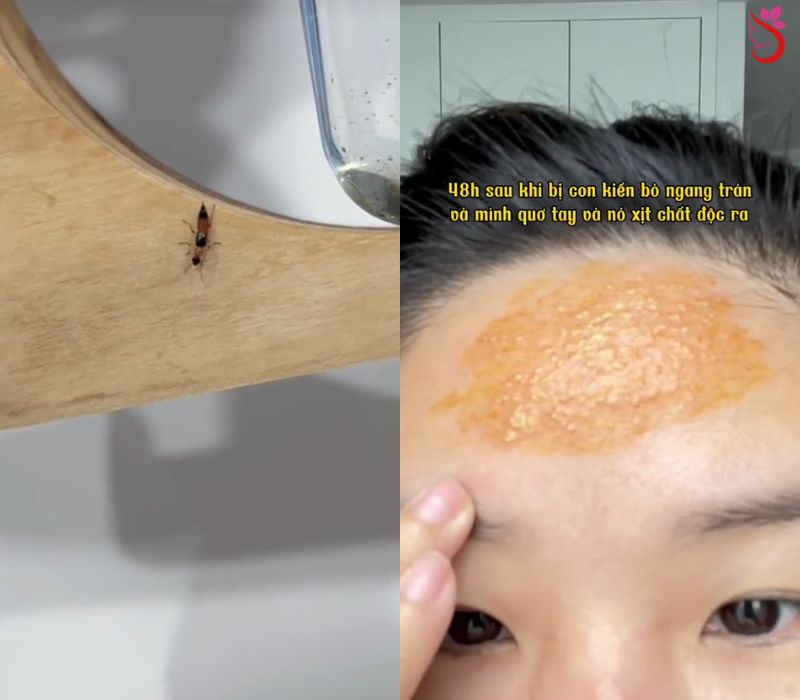 48h sau khi bị con kiến bò ngang trán
và mình quơ tay và nó xịt chất độc ra